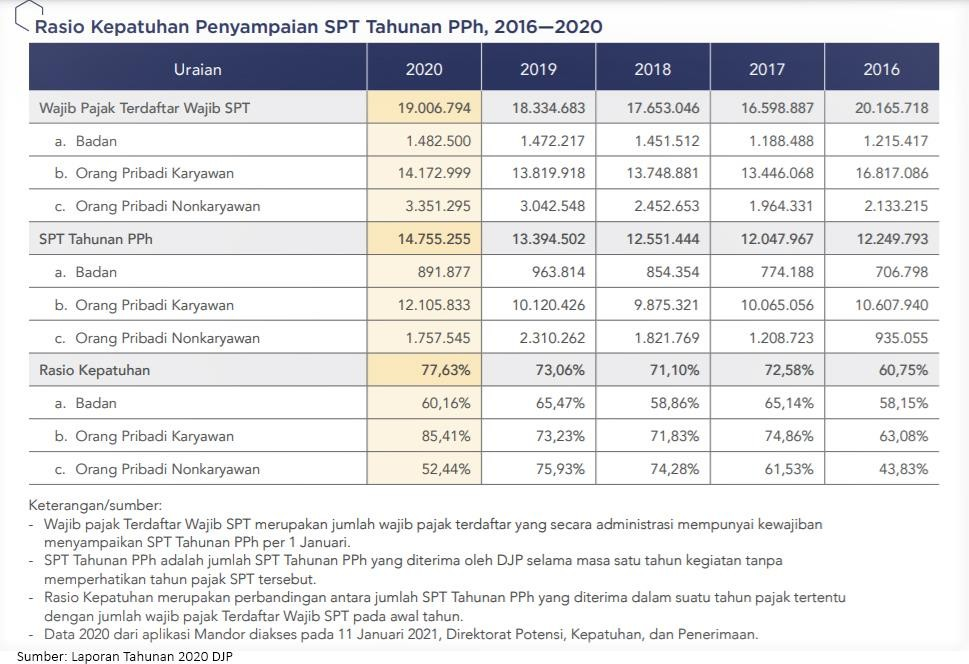 Rasio Kepatuhan Penyampaian SPT Tahunan PPh, 2016—2020
Uraian 2020 2019 2018 2017 2016
Wajib Pajak Terdaftar Wajib SPT 19.006.794 18.334.683 17.653.046 16.598.887 20.165.718
a. Badan 1.482.500 1.472.217 1.451.512 1.188.488 1.215.417
b. Orang Pribadi Karyawan 14.172.999 13.819.918 13.748.881 13.446.068 16.817.086
c. Orang Pribadi Nonkaryawan 3.351.295 3.042.548 2.452.653 1.964.331 2.133.215
SPT Tahunan PPh 14.755.255 13.394.502 12.551.444 12.047.967 12.249.793
a. Badan 891.877 963.814 854.354 774.188 706.798
b. Orang Pribadi Karyawan 12.105.833 10.120.426 9.875.321 10.065.056 10.607.940
c. Orang Pribadi Nonkaryawan 1.757.545 2.310.262 1.821.769 1.208.723 935.055
Rasio Kepatuhan 77,63% 73,06% 71,10% 72,58% 60,75%
a. Badan 60,16% 65,47% 58,86% 65,14% 58,15%
b. Orang Pribadi Karyawan 85,41% 73,23% 71,83% 74,86% 63,08%
c. Orang Pribadi Nonkaryawan 52,44% 75,93% 74,28% 61,53% 43,83%
Keterangan/sumber:
- Wajib pajak Terdaftar Wajib SPT merupakan jumlah wajib pajak terdaftar yang secara administrasi mempunyai kewajiban
menyampaikan SPT Tahunan PPh per 1 Januari.
- SPT Tahunan PPh adalah jumlah SPT Tahunan PPh yang diterima oleh DJP selama masa satu tahun kegiatan tanpa
memperhatikan tahun pajak SPT tersebut.
- Rasio Kepatuhan merupakan perbandingan antara jumlah SPT Tahunan PPh yang diterima dalam suatu tahun pajak tertentu
dengan jumlah wajib pajak Terdaftar Wajib SPT pada awal tahun.
- Data 2020 dari aplikasi Mandor diakses pada 11 Januari 2021, Direktorat Potensi, Kepatuhan, dan Penerimaan.
Sumber: Laporan Tahunan 2020 DJP